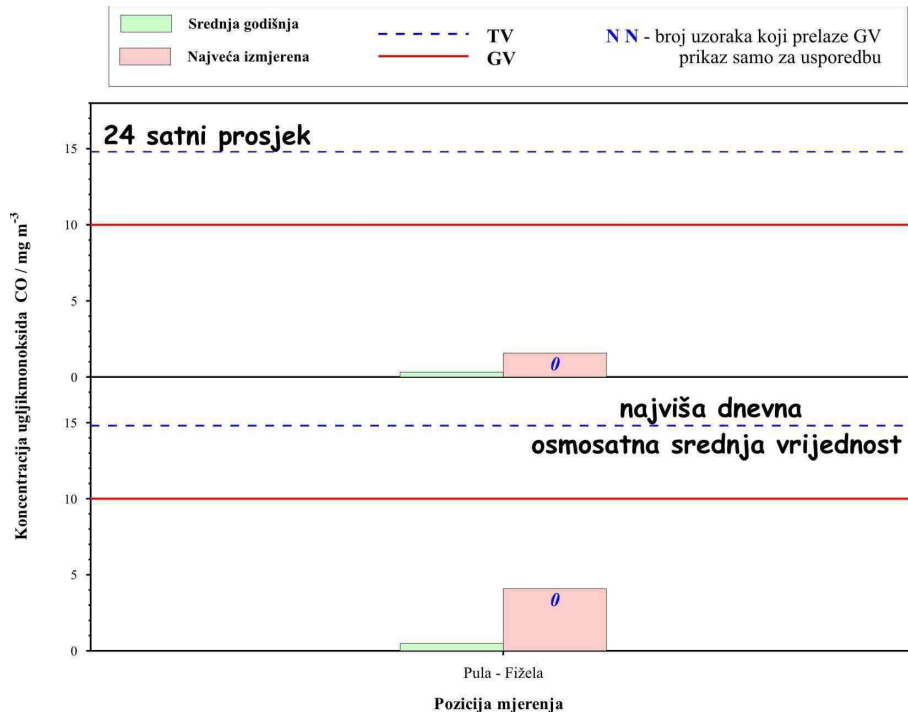 Srednja godišnja
Najveća izmjerena
TV
GV
N N - broj uzoraka koji prelaze GV
prikaz samo za usporedbu
Koncentracija ugljikmonoksida CO / mg m-3
24 satni prosjek
15
10
5
0
0
najviša dnevna
osmosatna srednja vrijednost
15
10
5
0
0
Pula - Fižela
Pozicija mjerenja